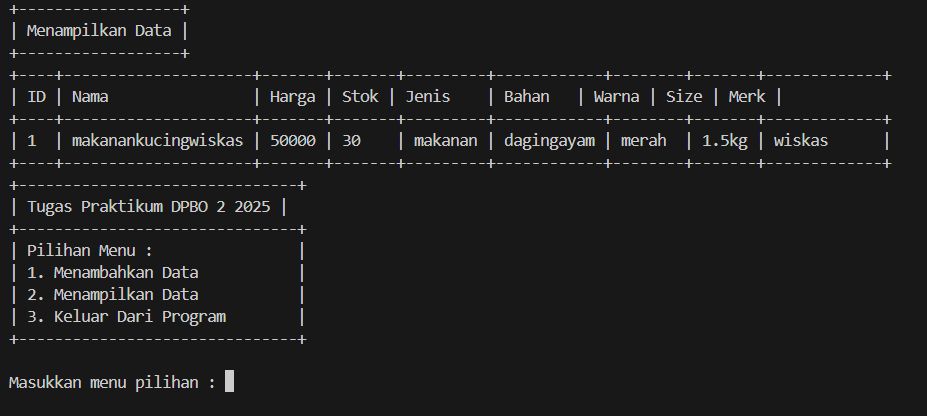 +------------------+
| Menampilkan Data |
+------------------+
+----+---------------------+-------+-------+---------+------------+--------+-------+-------------+
| ID | Nama                | Harga | Stok | Jenis    | Bahan   | Warna | Size | Merk |
+----+---------------------+-------+-------+---------+------------+--------+-------+-------------+
| 1  | makanankucingwiskas | 50000 | 30    | makanan | dagingayam | merah  | 1.5kg | wiskas      |
+----+---------------------+-------+-------+---------+------------+--------+-------+-------------+
+-------------------------------+
| Tugas Praktikum DPBO 2 2025 |
+-------------------------------+
| Pilihan Menu :                |
| 1. Menambahkan Data           |
| 2. Menampilkan Data           |
| 3. Keluar Dari Program        |
+-------------------------------+
Masukkan menu pilihan :